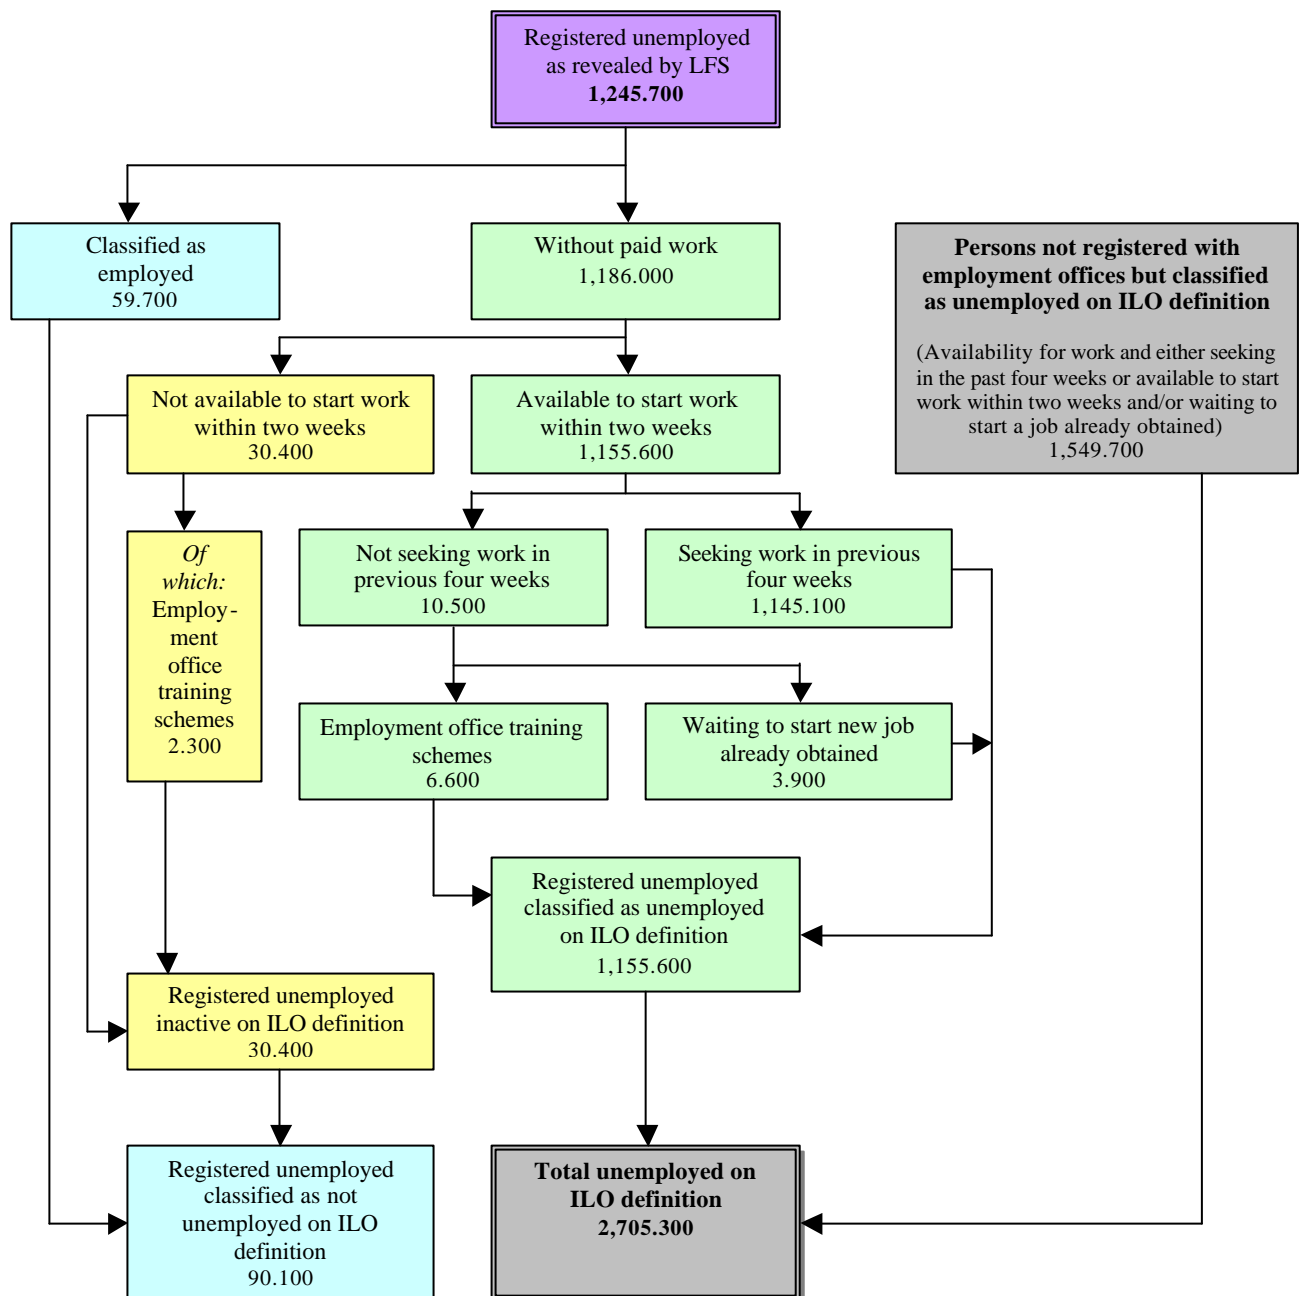 Registered unemployed
as revealed by LFS
1,245.700
Classified as
employed
59.700
Without paid work
1,186.000
Persons not registered with
employment offices but classified
as unemployed on ILO definition
(Availability for work and either seeking
in the past four weeks or available to start
work within two weeks and/or waiting to
start a job already obtained)
1,549.700
Not available to start work
within two weeks
30.400
Available to start work
within two weeks
1,155.600
Of
which:
Employ-
ment
office
training
schemes
2.300
Not seeking work in
previous four weeks
10.500
Seeking work in previous
four weeks
1,145.100
Employment office training
schemes
6.600
Waiting to start new job
already obtained
3.900
Registered unemployed
classified as unemployed
on ILO definition
1,155.600
Registered unemployed
inactive on ILO definition
30.400
Registered unemployed
classified as not
unemployed on ILO
definition
90.100
Total unemployed on
ILO definition
2,705.300